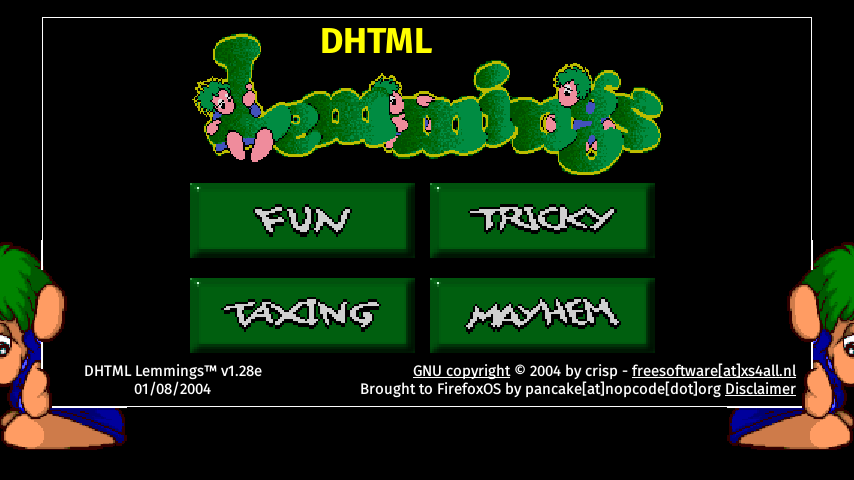 DHTML
Lemmings
FUN
TRICKY
TAXING
MAYHEM
DHTML Lemmings™ v1.28e
01/08/2004
GNU copyright © 2004 by crisp - freesoftware[at]xs4all.nl
Brought to FirefoxOS by pancake[at]nopcode[dot]org Disclaimer